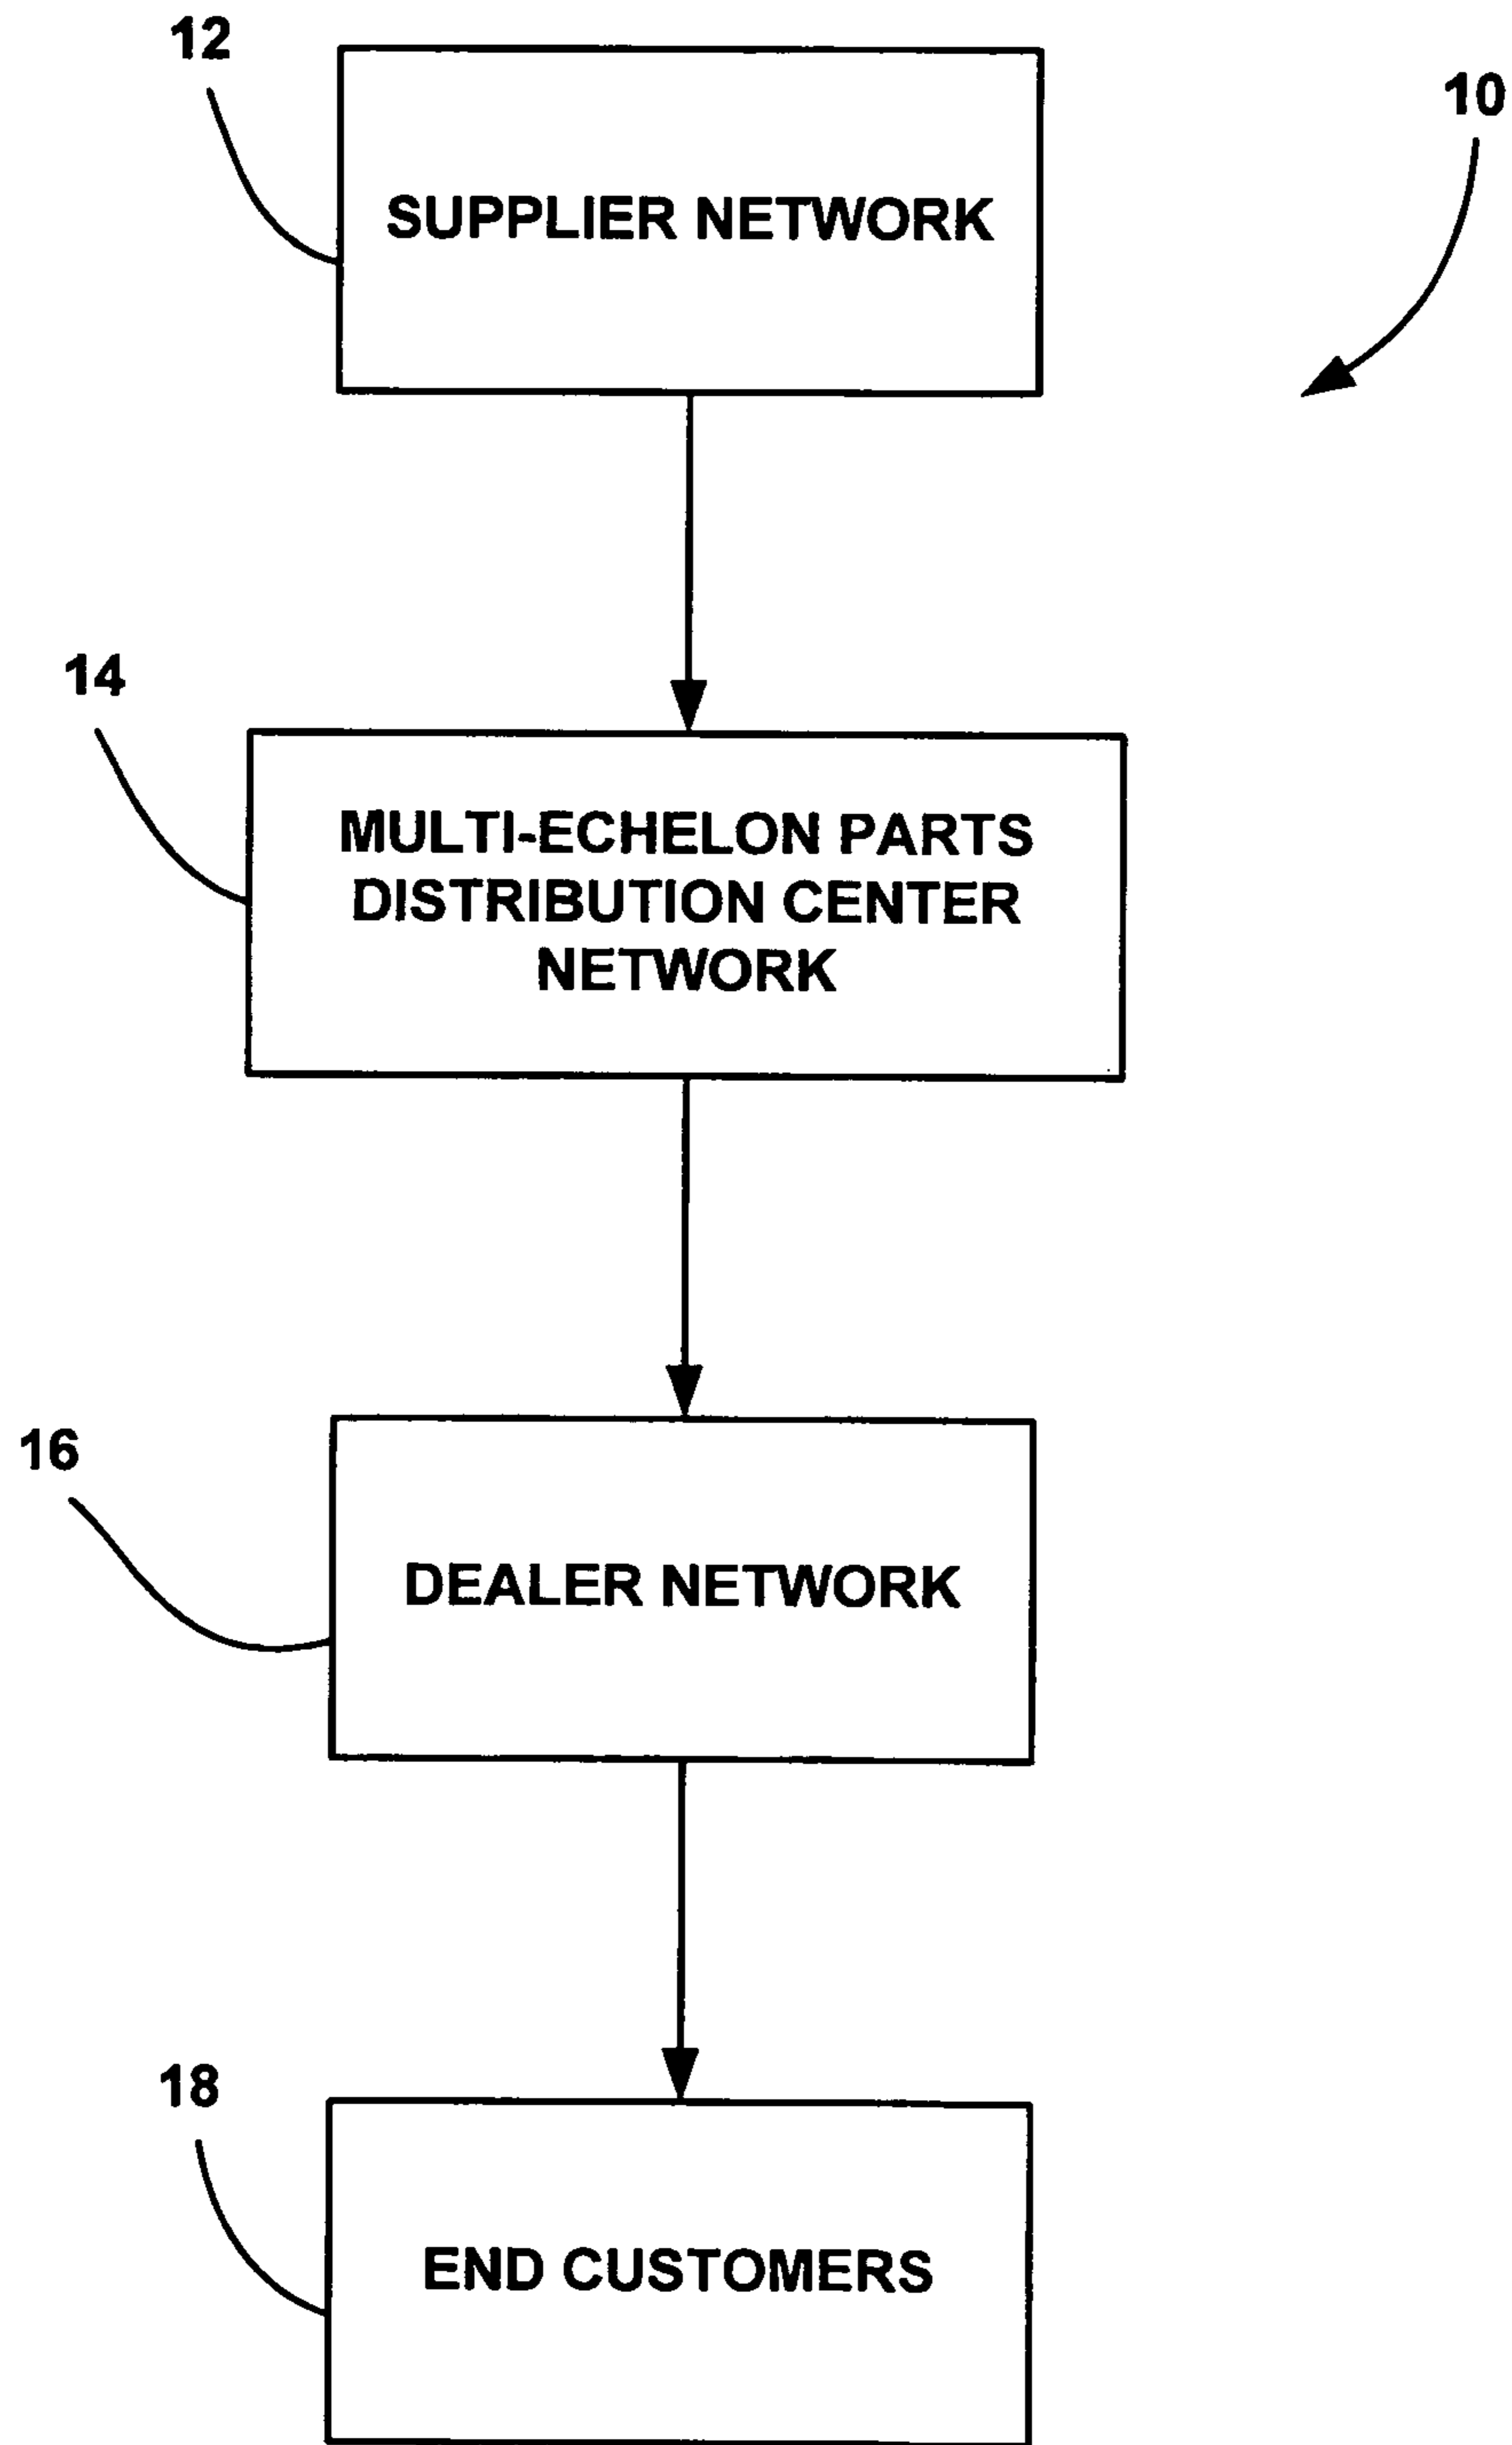 12
10
SUPPLIER NETWORK
14
MULTI-ECHELON PARTS
DISTRIBUTION CENTER
NETWORK
16
DEALER NETWORK
18
END CUSTOMERS